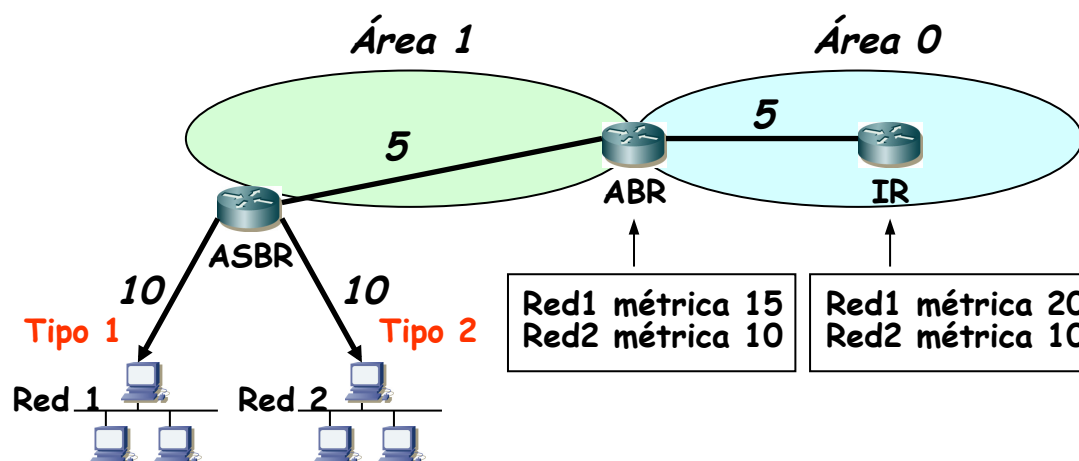 Área 1
Área 0
5
5
ABR
IR
ASBR
10
10
Tipo 1
Tipo 2
Red1 métrica 15
Red2 métrica 10
Red1 métrica 20
Red2 métrica 10
Red 1
Red 2